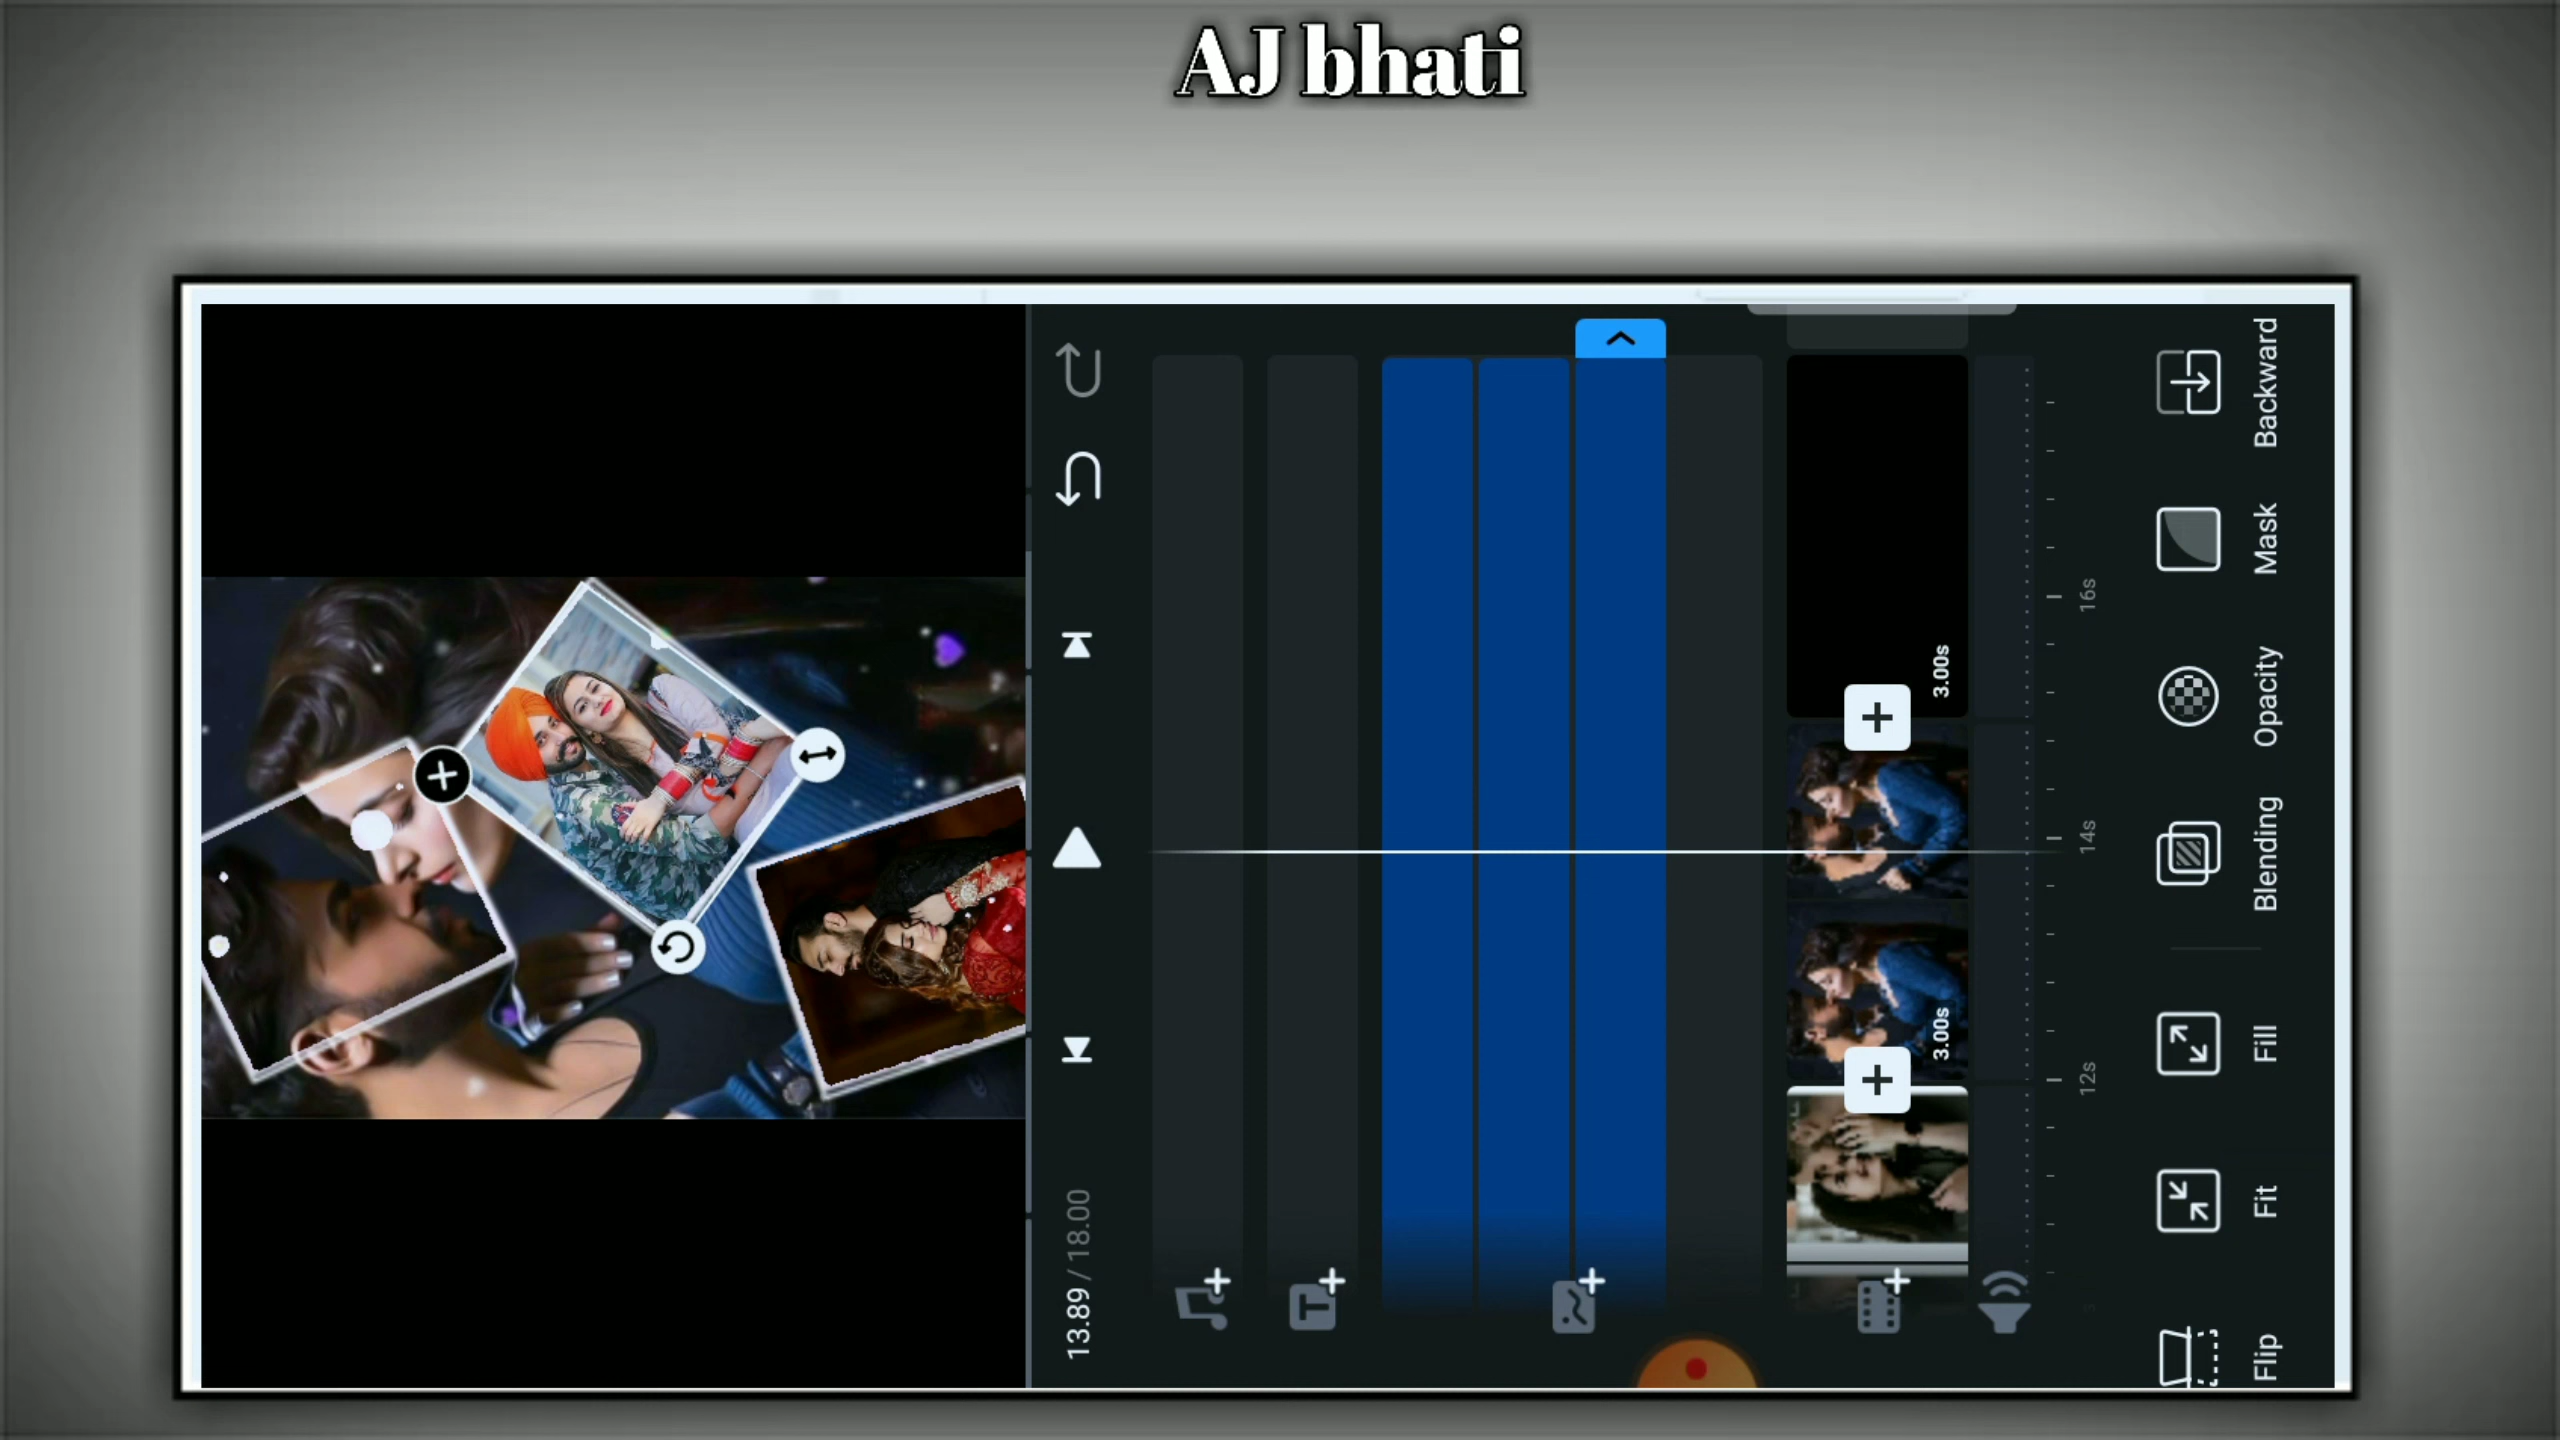 AJ bhati
13.89 / 18.00
3.00s
3.00s
16s
14s
12s
Backward
Mask
Opacity
Blending
Fill
Fit
Flip